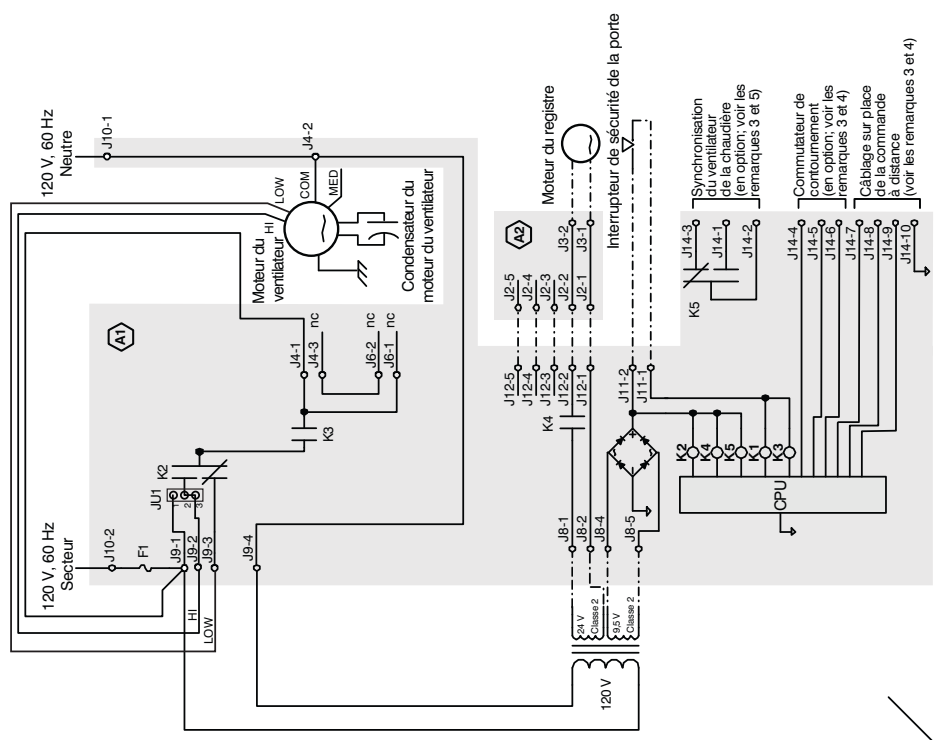 120 V, 60 Hz
Neutre
J10-1
LOW
HI
COM
MED
J4-2
Moteur du
ventilateur
Condensateur du
moteur du ventilateur
A1
J4-1
J4-3
nc
J6-2
nc
J6-1
K3
K2
JU1
1
2
3
120 V, 60 Hz
Secteur
J10-2
F1
J9-1
J9-2
J9-3
HI
LOW
J9-4
Moteur du registre
Interrupteur de sécurité de la porte
A2
J3-2
J3-1
J2-5
J2-4
J2-3
J2-2
J2-1
J12-5
J12-4
J12-3
J12-2
J12-1
K4
J11-2
J11-1
J8-1
J8-2
J8-4
J8-5
24 V
Classe 2
9,5 V
Classe 2
120 V
Synchronisation
du ventilateur
de la chaudière
(en option; voir les
remarques 3 et 5)
J14-3
J14-1
J14-2
K5
Commutateur de
contournement
(en option; voir les
remarques 3 et 4)
Câblage sur place
de la commande
à distance
(voir les remarques 3 et 4)
J14-4
J14-5
J14-6
J14-7
J14-8
J14-9
J14-10
K2
K4
K5
K1
K3
CPU